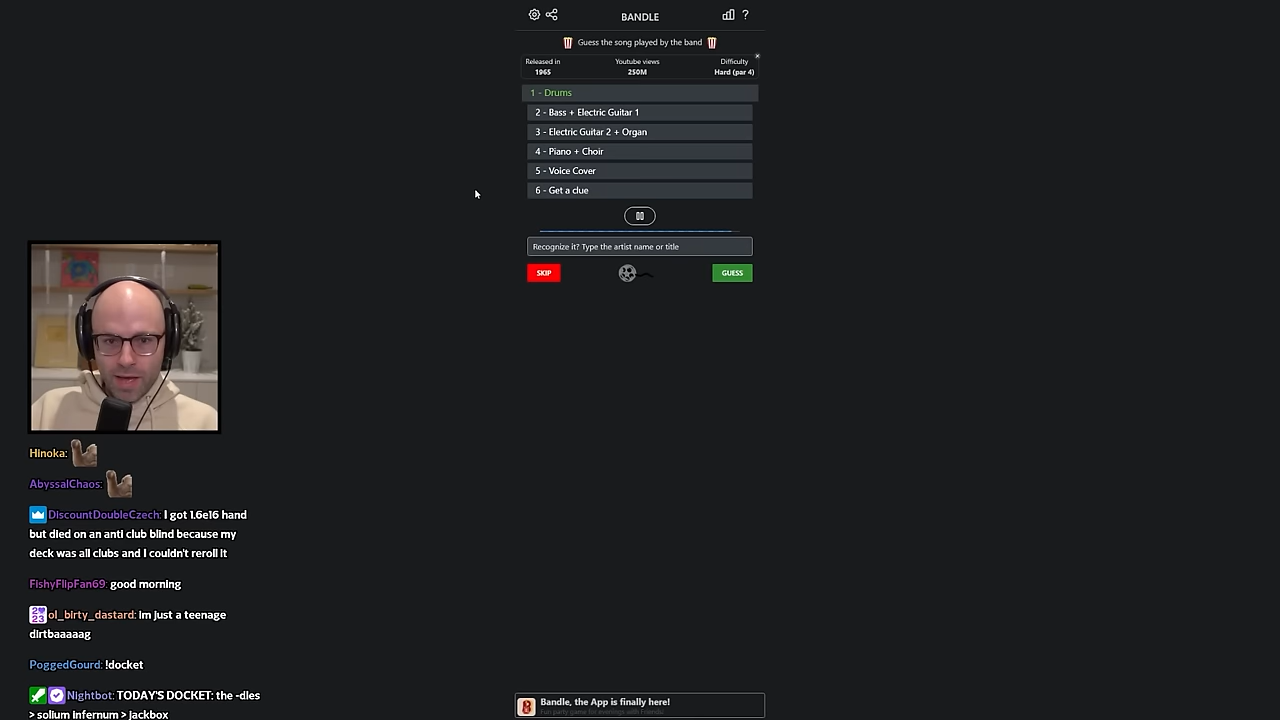 BANDLE
?
Guess the song played by the band
Released in
1965
Youtube views
250M
Difficulty
Hard (par 4)
x
1 - Drums
2 - Bass + Electric Guitar 1
3 - Electric Guitar 2 + Organ
4 - Piano + Choir
5 - Voice Cover
6 - Get a clue
Recognize it? Type the artist name or title
SKIP
GUESS
Hinoka:
AbyssalChaos:
DiscountDoubleCzech: I got 1.6e16 hand
but died on an anti club blind because my
deck was all clubs and I couldn't reroll it
FishyFlipFan69: good morning
ol_birty_dastard: im just a teenage
dirtbaaaaag
PoggedGourd: !docket
Nightbot: TODAY'S DOCKET: the -dles
> solium infernum > jackbox
Bandle, the App is finally here!